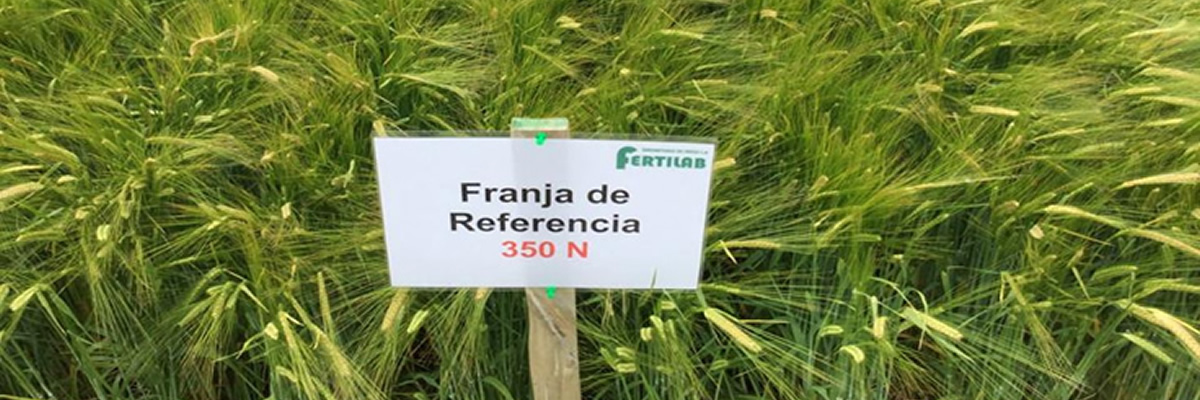 FERTILAB
Franja de
Referencia
350 N